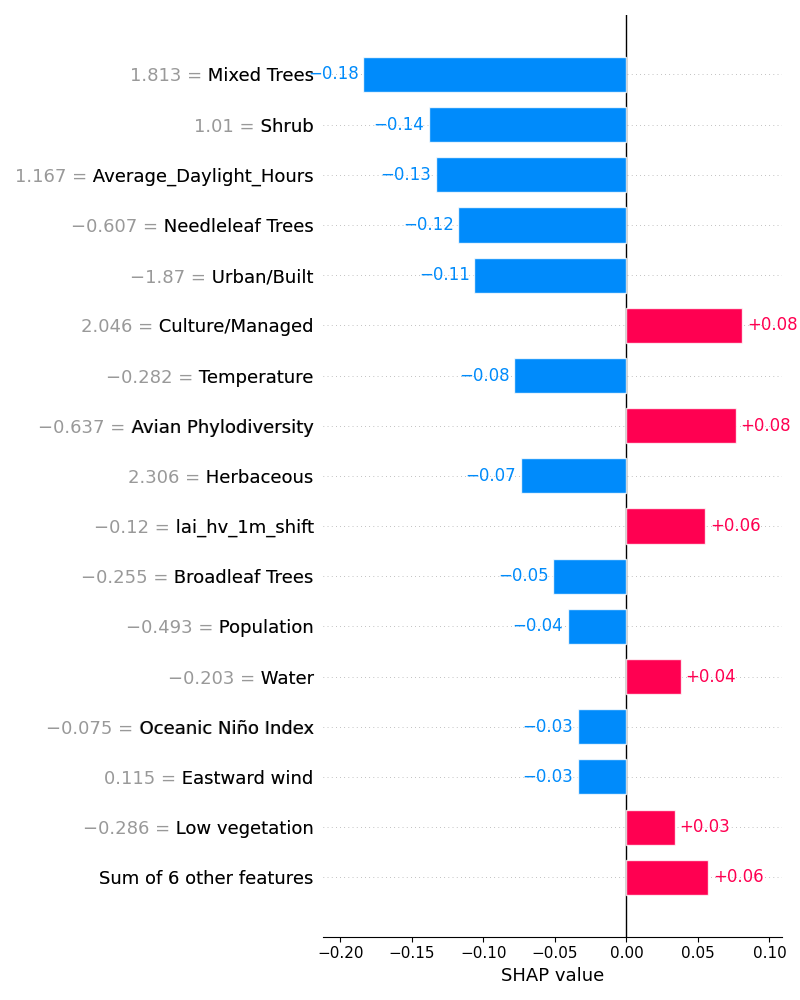 1.813 = Mixed Trees −0.18
1.01 = Shrub −0.14
1.167 = Average_Daylight_Hours −0.13
−0.607 = Needleleaf Trees −0.12
−1.87 = Urban/Built −0.11
2.046 = Culture/Managed +0.08
−0.282 = Temperature −0.08
−0.637 = Avian Phylodiversity +0.08
2.306 = Herbaceous −0.07
−0.12 = lai_hv_1m_shift +0.06
−0.255 = Broadleaf Trees −0.05
−0.493 = Population −0.04
−0.203 = Water +0.04
−0.075 = Oceanic Niño Index −0.03
0.115 = Eastward wind −0.03
−0.286 = Low vegetation +0.03
Sum of 6 other features +0.06
−0.20 −0.15 −0.10 −0.05 0.00 0.05 0.10
SHAP value